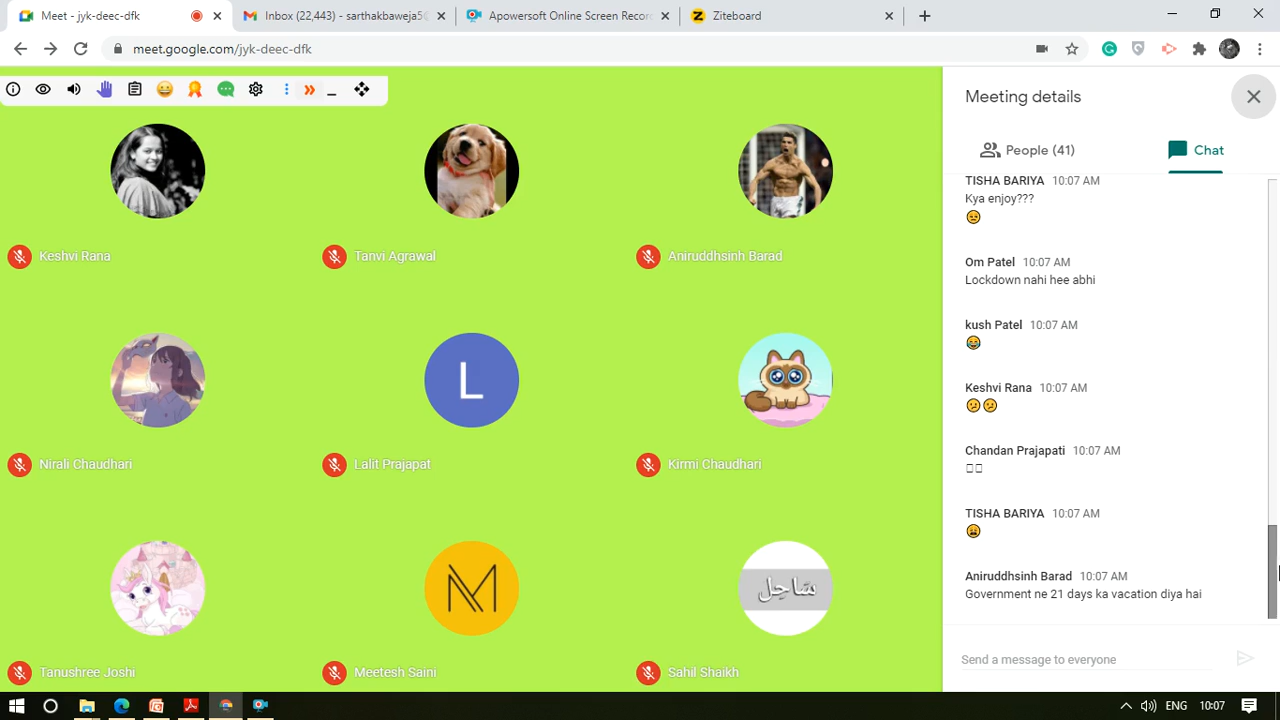 Meet - jyk-deec-dfk
Inbox (22,443) - sarthakbaweja5
Apowersoft Online Screen Record
Ziteboard
meet.google.com/jyk-deec-dfk
Keshvi Rana
Tanvi Agrawal
Aniruddhsinh Barad
Nirali Chaudhari
L
Lalit Prajapat
Kirmi Chaudhari
Tanushree Joshi
M
Meetesh Saini
سَاحِل
Sahil Shaikh
Meeting details
People (41)
Chat
TISHA BARIYA 10:07 AM
Kya enjoy???
Om Patel 10:07 AM
Lockdown nahi hee abhi
kush Patel 10:07 AM
Keshvi Rana 10:07 AM
Chandan Prajapati 10:07 AM
TISHA BARIYA 10:07 AM
Aniruddhsinh Barad 10:07 AM
Government ne 21 days ka vacation diya hai
Send a message to everyone
ENG 10:07